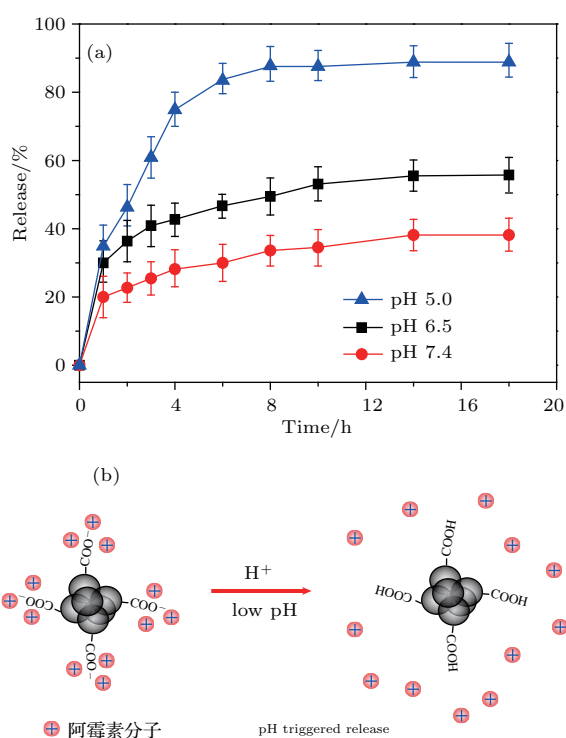 (a)
100
80
60
40
20
0
Release/%
pH 5.0
pH 6.5
pH 7.4
0 4 8 12 16 20
Time/h
(b)
COO⁻
COO⁻
COO⁻
COO⁻
H⁺
low pH
COOH
HOOC
COOH
COOH
阿霉素分子
pH triggered release